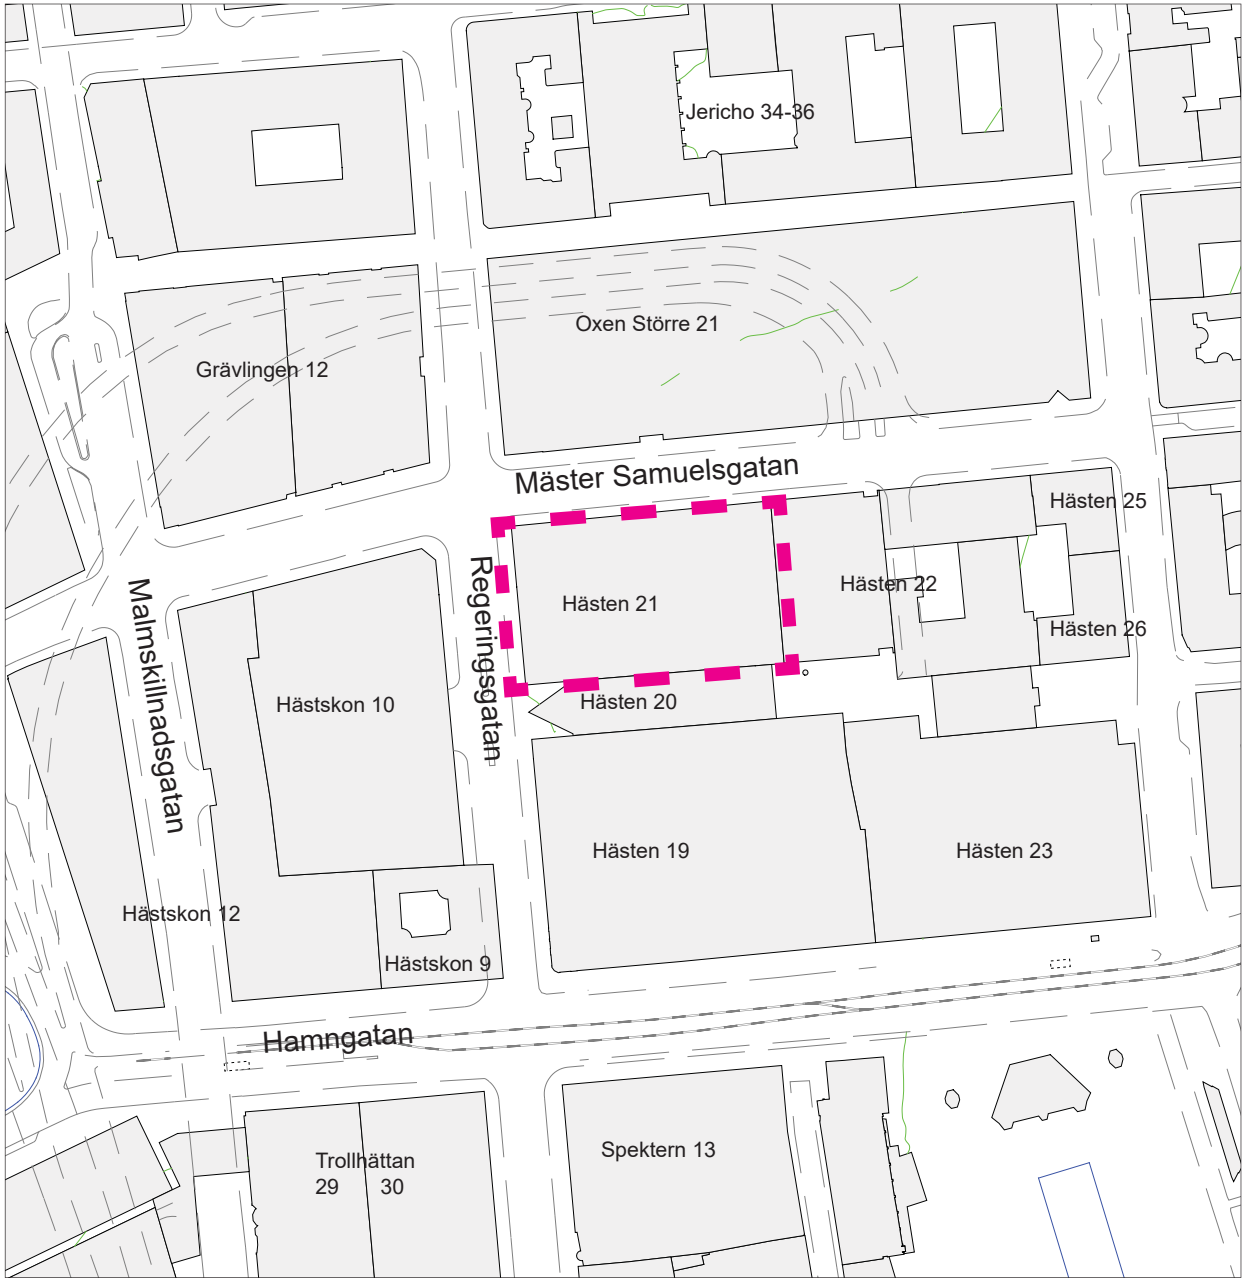 Jericho 34-36
Oxen Större 21
Grävlingen 12
Mäster Samuelsgatan
Hästen 25
Hästen 22
Hästen 21
Hästen 26
Malmskillnadsgatan
Regeringsgatan
Hästskon 10
Hästen 20
Hästen 19
Hästen 23
Hästskon 12
Hästskon 9
Hamngatan
Spektern 13
Trollhättan
29 30